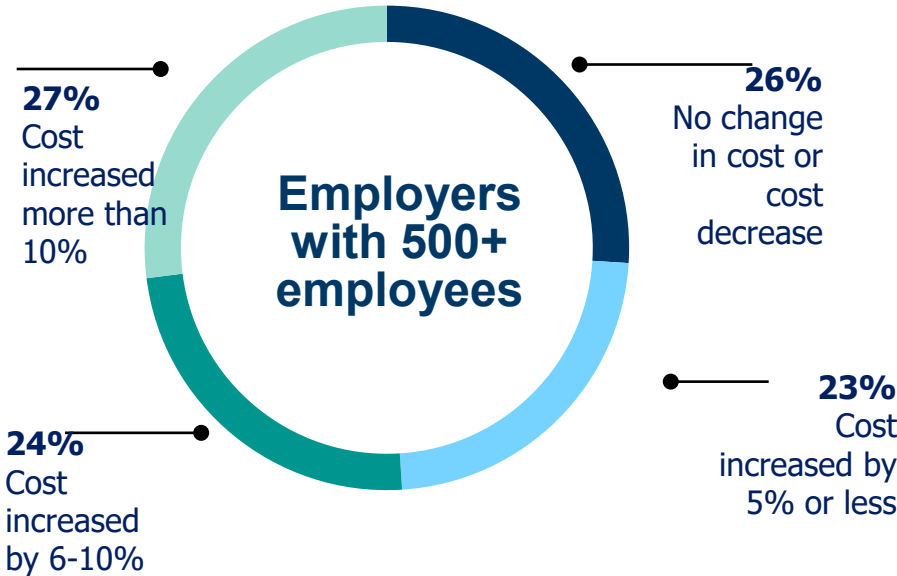 27%
Cost
increased
more than
10%
26%
No change
in cost or
cost
decrease
Employers
with 500+
employees
24%
Cost
increased
by 6-10%
23%
Cost
increased by
5% or less